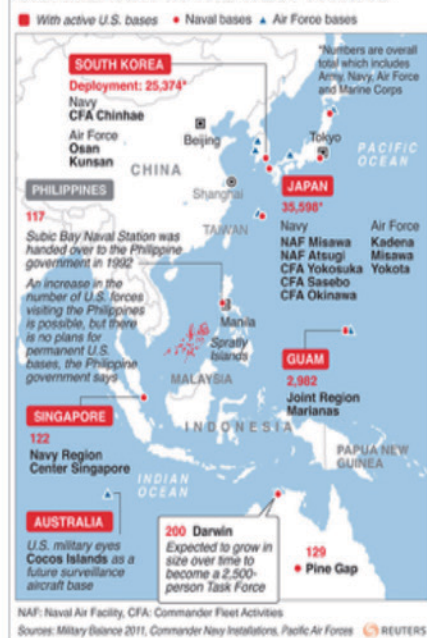 With active U.S. bases
Naval bases
Air Force bases
*Numbers are overall
total which includes
Army, Navy, Air Force
and Marine Corps
SOUTH KOREA
Deployment: 25,374*
Navy
CFA Chinhae
Air Force
Osan
Kunsan
Beijing
Tokyo
PACIFIC
OCEAN
CHINA
Shanghai
PHILIPPINES
117
Subic Bay Naval Station was
handed over to the Philippine
government in 1992
An increase in the
number of U.S. forces
visiting the Philippines
is possible, but there
is no plans for
permanent U.S.
bases, the Philippine
government says
TAIWAN
JAPAN
35,598*
Navy
NAF Misawa
NAF Atsugi
CFA Yokosuka
CFA Sasebo
CFA Okinawa
Air Force
Kadena
Misawa
Yokota
Manila
Spratly
Islands
MALAYSIA
GUAM
2,982
Joint Region
Marianas
SINGAPORE
122
Navy Region
Center Singapore
INDONESIA
PAPUA NEW
GUINEA
INDIAN
OCEAN
AUSTRALIA
U.S. military eyes
Cocos Islands as a
future surveillance
aircraft base
200 Darwin
Expected to grow in
size over time to
become a 2,500-
person Task Force
129
Pine Gap
NAF: Naval Air Facility, CFA: Commander Fleet Activities
Sources: Military Balance 2011, Commander Navy Installations, Pacific Air Forces
REUTERS